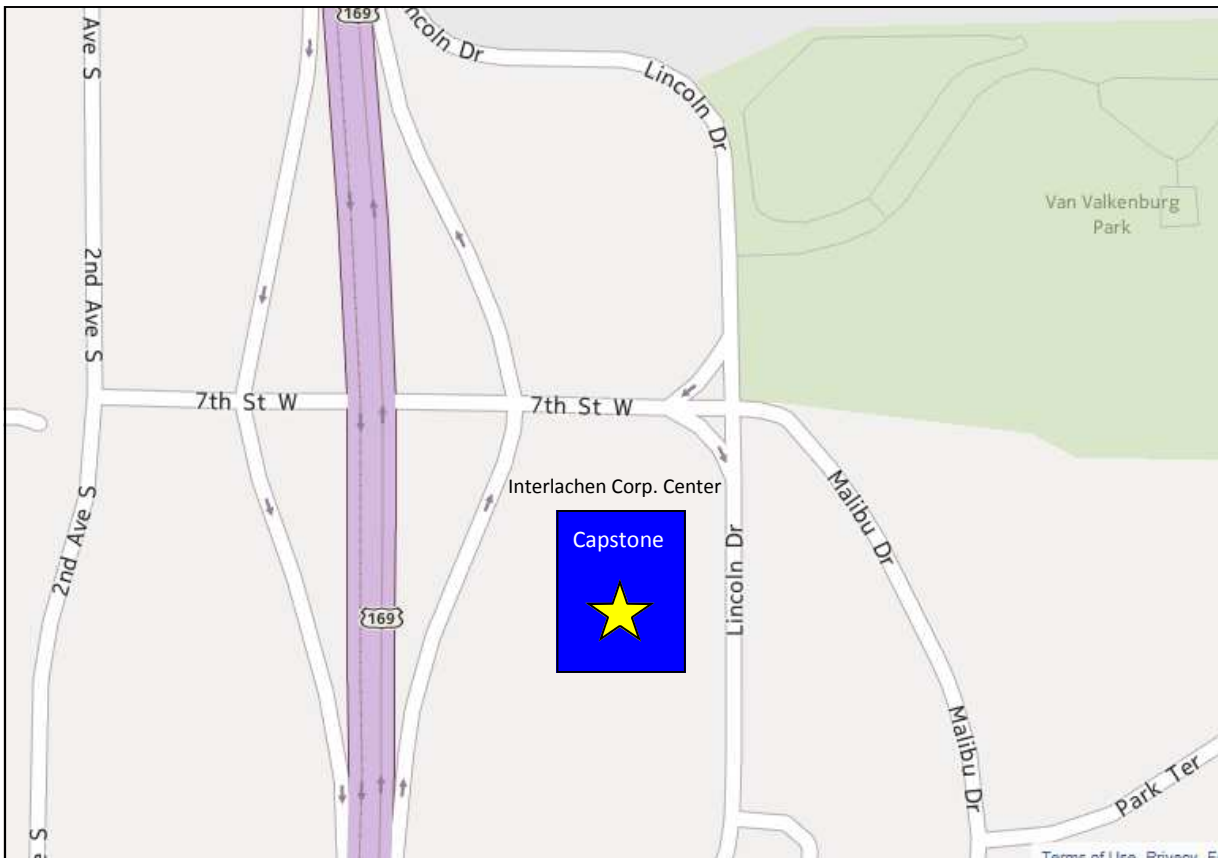 169
Ave S
ncoln Dr
Lincoln Dr
Van Valkenburg
Park
2nd Ave S
7th St W
7th St W
Interlachen Corp. Center
Capstone
Malibu Dr
2nd Ave S
Lincoln Dr
169
Malibu Dr
Park Ter
e S
Terms of Use Privacy F